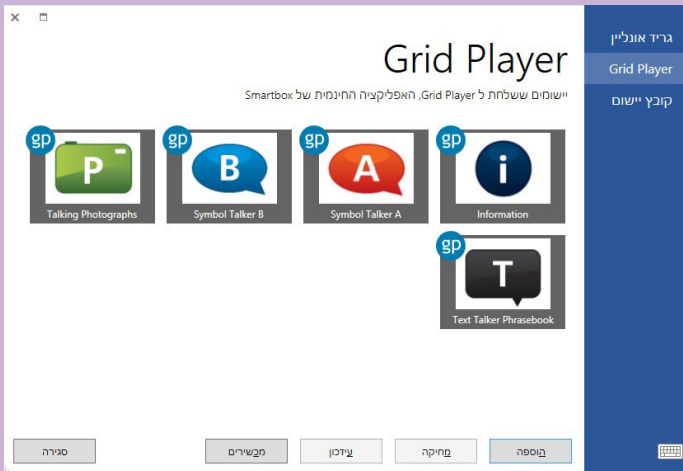 גריד אונליין
Grid Player
קובץ יישום
Grid Player
יישומים ששלחת ל Grid Player, האפליקציה החינמית של Smartbox
gp
i
Information
gp
A
Symbol Talker A
gp
B
Symbol Talker B
gp
P
Talking Photographs
gp
T
Text Talker Phrasebook
הוספה
מחיקה
עידכון
מכשירים
סגירה